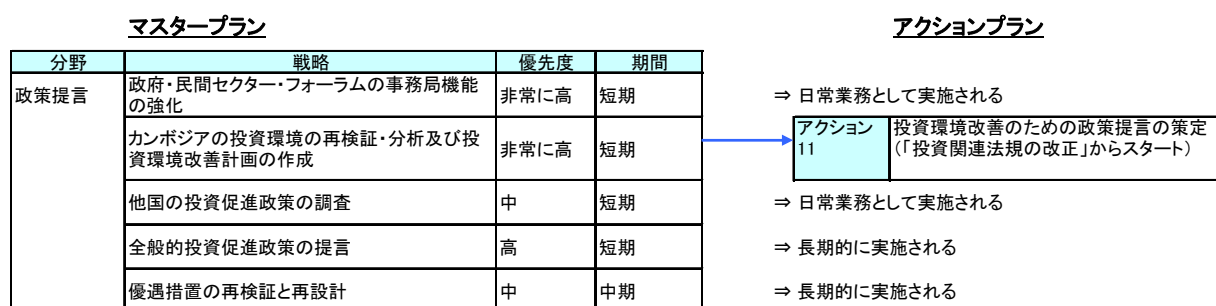 マスタープラン
アクションプラン
分野 戦略 優先度 期間
政策提言
政府・民間セクター・フォーラムの事務局機能
の強化
非常に高 短期
⇒ 日常業務として実施される
カンボジアの投資環境の再検証・分析及び投
資環境改善計画の作成
非常に高 短期
アクション
11
投資環境改善のための政策提言の策定
(「投資関連法規の改正」からスタート)
他国の投資促進政策の調査 中 短期
⇒ 日常業務として実施される
全般的投資促進政策の提言 高 短期
⇒ 長期的に実施される
優遇措置の再検証と再設計 中 中期
⇒ 長期的に実施される